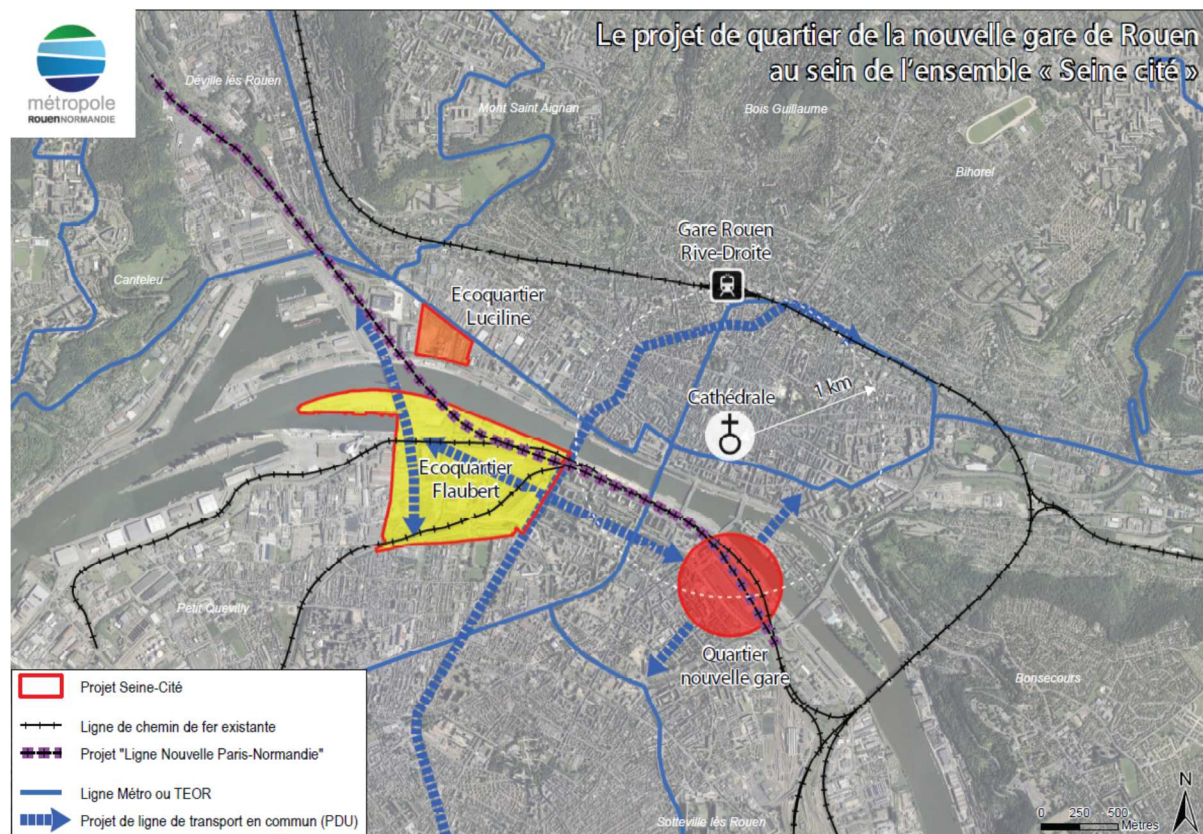 Le projet de quartier de la nouvelle gare de Rouen
au sein de l'ensemble « Seine cité »
métropole
ROUENNORMANDIE
Déville lès Rouen
Mont Saint Aignan
Bois Guillaume
Bihorel
Gare Rouen
Rive-Droite
Canteleu
Ecoquartier
Luciline
1 km
Cathédrale
Ecoquartier
Flaubert
Petit Quevilly
Quartier
nouvelle gare
Bonsecours
Projet Seine-Cité
Ligne de chemin de fer existante
Projet "Ligne Nouvelle Paris-Normandie"
Ligne Métro ou TEOR
Projet de ligne de transport en commun (PDU)
Sotteville lès Rouen
N
0 250 500
Mètres